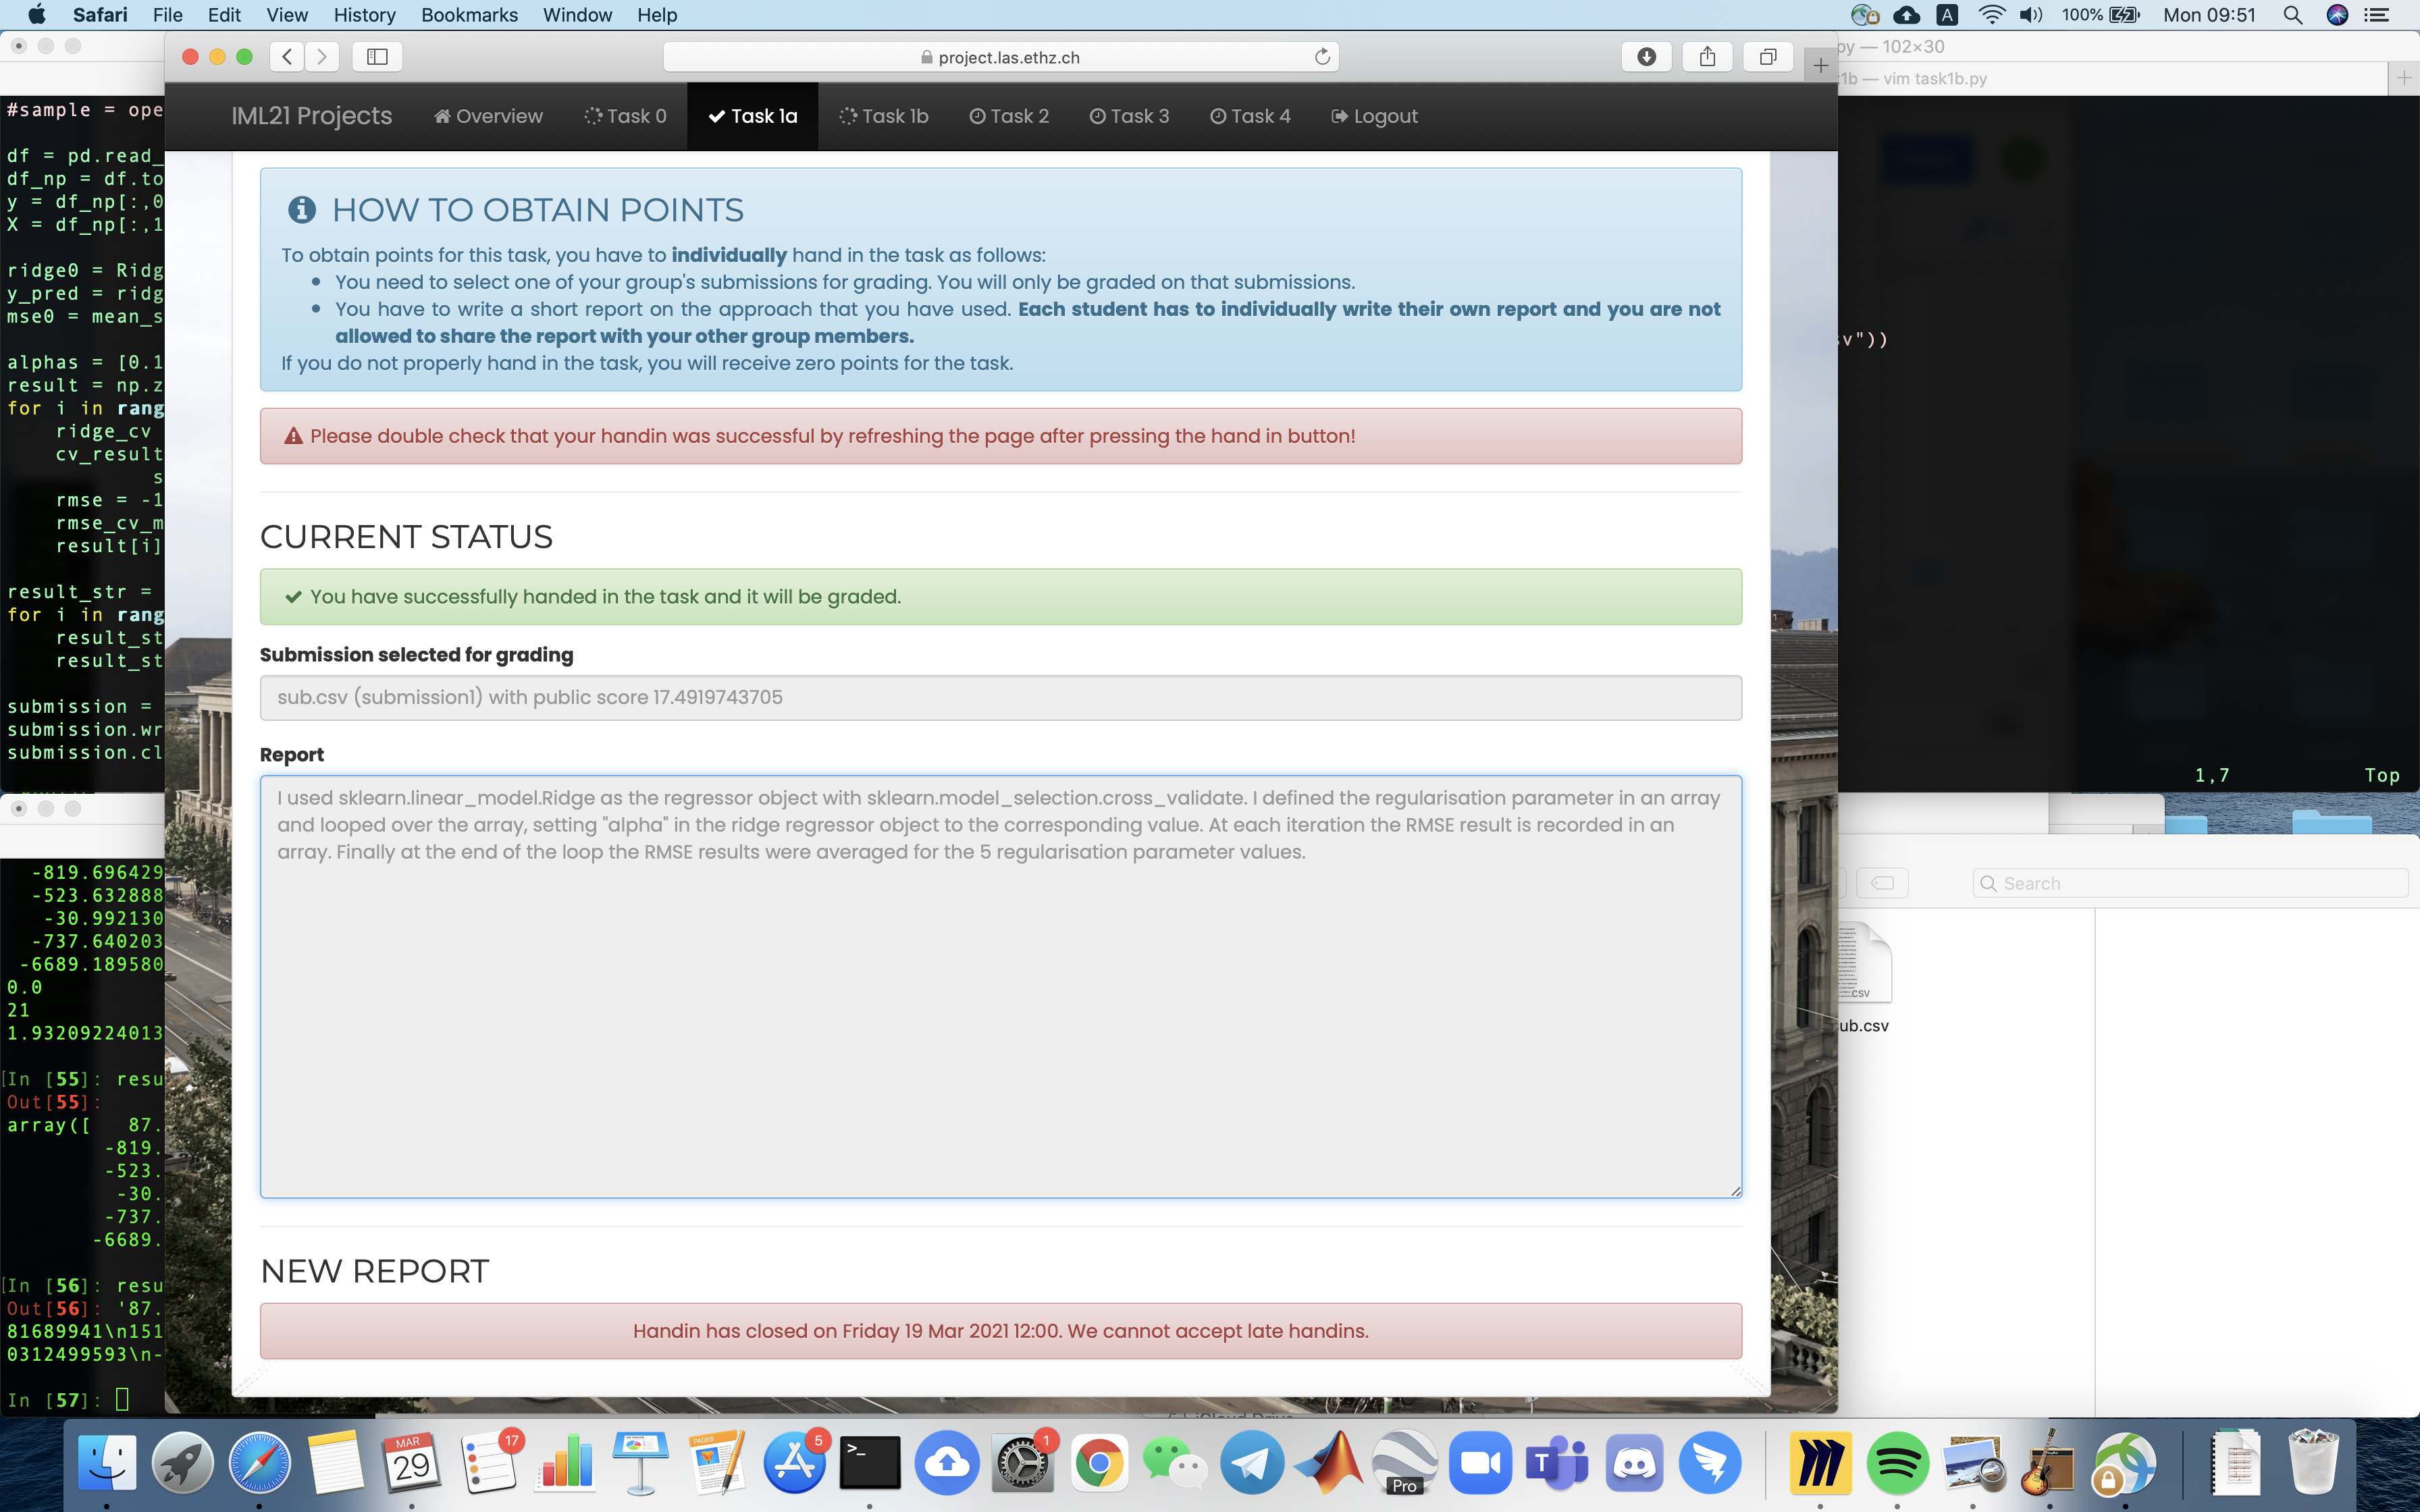 Safari File Edit View History Bookmarks Window Help
A 100% Mon 09:51
py — 102×30
1b — vim task1b.py
project.las.ethz.ch
IML21 Projects Overview Task 0 Task 1a Task 1b Task 2 Task 3 Task 4 Logout
HOW TO OBTAIN POINTS
To obtain points for this task, you have to individually hand in the task as follows:
You need to select one of your group's submissions for grading. You will only be graded on that submissions.
You have to write a short report on the approach that you have used. Each student has to individually write their own report and you are not
allowed to share the report with your other group members.
If you do not properly hand in the task, you will receive zero points for the task.
Please double check that your handin was successful by refreshing the page after pressing the hand in button!
CURRENT STATUS
You have successfully handed in the task and it will be graded.
Submission selected for grading
sub.csv (submission1) with public score 17.4919743705
Report
I used sklearn.linear_model.Ridge as the regressor object with sklearn.model_selection.cross_validate. I defined the regularisation parameter in an array
and looped over the array, setting "alpha" in the ridge regressor object to the corresponding value. At each iteration the RMSE result is recorded in an
array. Finally at the end of the loop the RMSE results were averaged for the 5 regularisation parameter values.
NEW REPORT
Handin has closed on Friday 19 Mar 2021 12:00. We cannot accept late handins.
#sample = ope
df = pd.read_
df_np = df.to
y = df_np[:,0
X = df_np[:,1
ridge0 = Ridg
y_pred = ridg
mse0 = mean_s
alphas = [0.1
result = np.z
for i in rang
ridge_cv
cv_result
s
rmse = -1
rmse_cv_m
result[i]
result_str =
for i in rang
result_st
result_st
submission =
submission.wr
submission.cl
-819.696429
-523.632888
-30.992130
-737.640203
-6689.189580
0.0
21
1.93209224013
In [55]: resu
Out[55]:
array([ 87.
-819.
-523.
-30.
-737.
-6689.
In [56]: resu
Out[56]: '87.
81689941\n151
0312499593\n-
In [57]:
v"))
1,7 Top
Search
CSV
ub.csv
MAR
29
17
PAGES
5
1
Pro
T